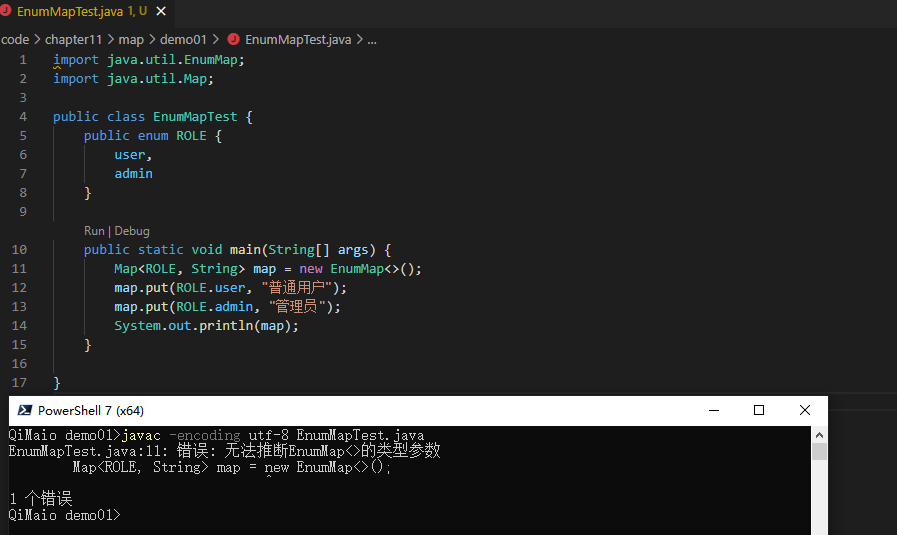 EnumMapTest.java 1, U
code > chapter11 > map > demo01 > EnumMapTest.java > ...
1 import java.util.EnumMap;
2 import java.util.Map;
3
4 public class EnumMapTest {
5     public enum ROLE {
6         user,
7         admin
8     }
9
Run | Debug
10     public static void main(String[] args) {
11         Map<ROLE, String> map = new EnumMap<>();
12         map.put(ROLE.user, "普通用户");
13         map.put(ROLE.admin, "管理员");
14         System.out.println(map);
15     }
16
17 }
PowerShell 7 (x64)
QiMaio demo01>javac -encoding utf-8 EnumMapTest.java
EnumMapTest.java:11: 错误: 无法推断EnumMap<>的类型参数
        Map<ROLE, String> map = new EnumMap<>();
                                ^
1 个错误
QiMaio demo01>